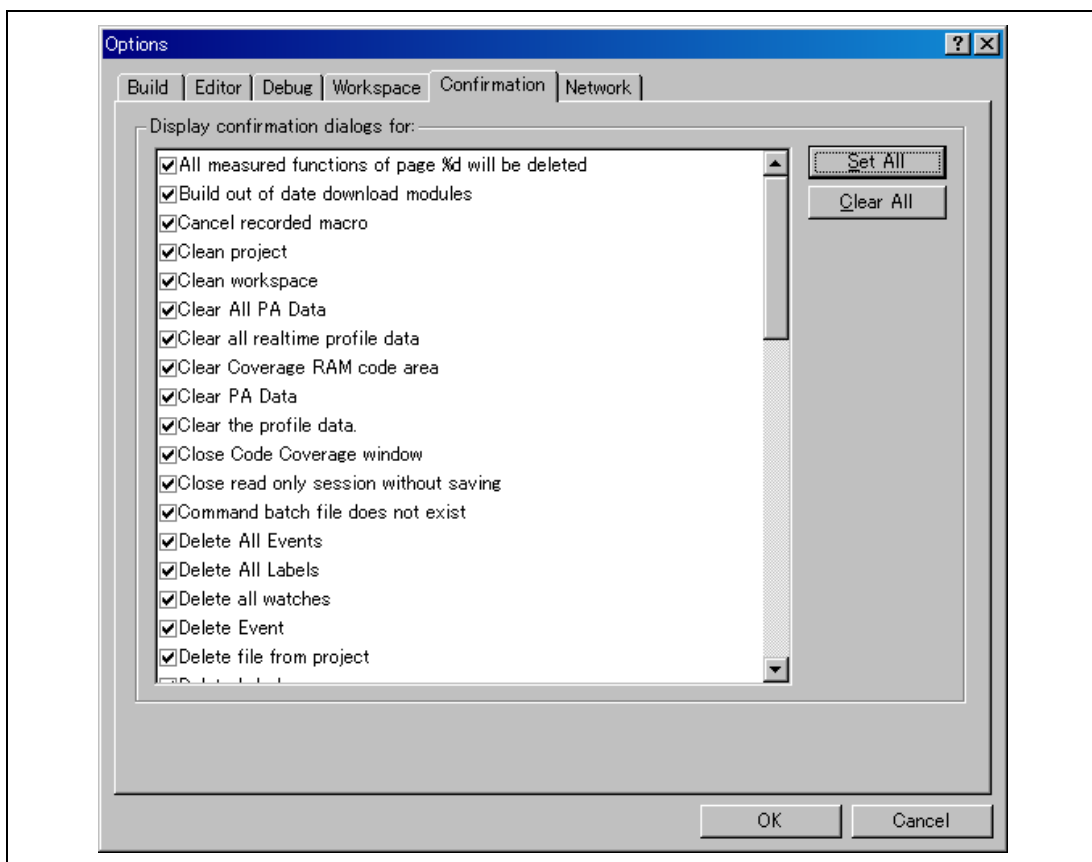 Options
Build Editor Debug Workspace Confirmation Network
Display confirmation dialogs for:
All measured functions of page %d will be deleted
Build out of date download modules
Cancel recorded macro
Clean project
Clean workspace
Clear All PA Data
Clear all realtime profile data
Clear Coverage RAM code area
Clear PA Data
Clear the profile data.
Close Code Coverage window
Close read only session without saving
Command batch file does not exist
Delete All Events
Delete All Labels
Delete all watches
Delete Event
Delete file from project
Set All
Clear All
OK Cancel